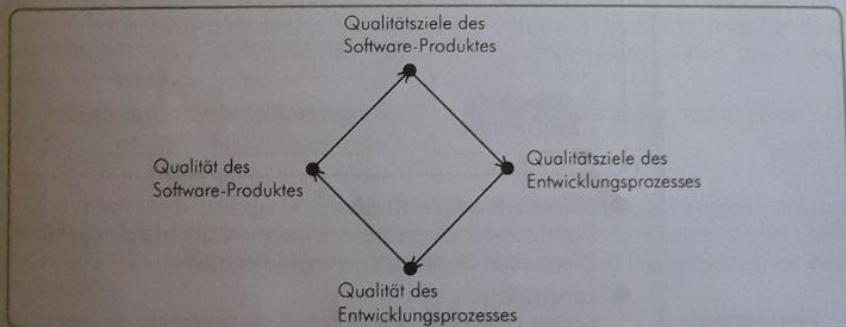 Qualitätsziele des
Software-Produktes
Qualität des
Software-Produktes
Qualitätsziele des
Entwicklungsprozesses
Qualität des
Entwicklungsprozesses